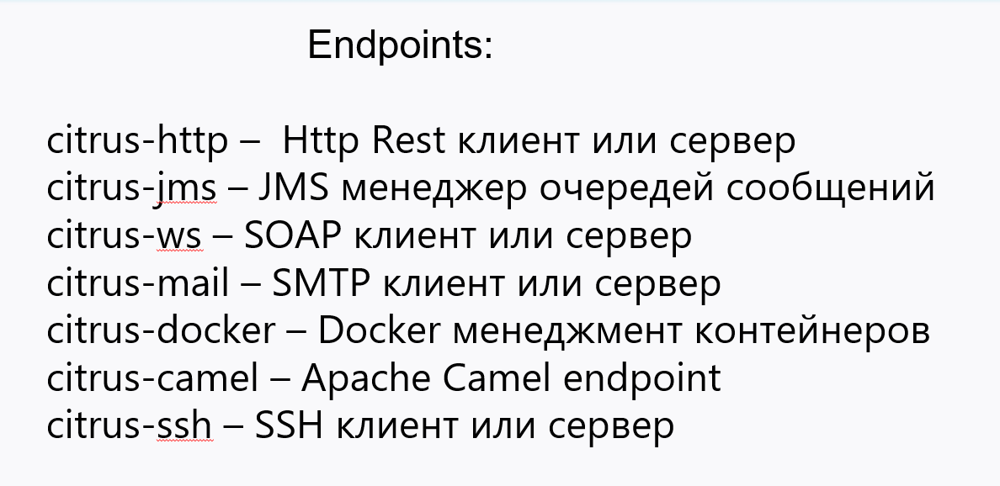 Endpoints:
citrus-http – Http Rest клиент или сервер
citrus-jms – JMS менеджер очередей сообщений
citrus-ws – SOAP клиент или сервер
citrus-mail – SMTP клиент или сервер
citrus-docker – Docker менеджмент контейнеров
citrus-camel – Apache Camel endpoint
citrus-ssh – SSH клиент или сервер